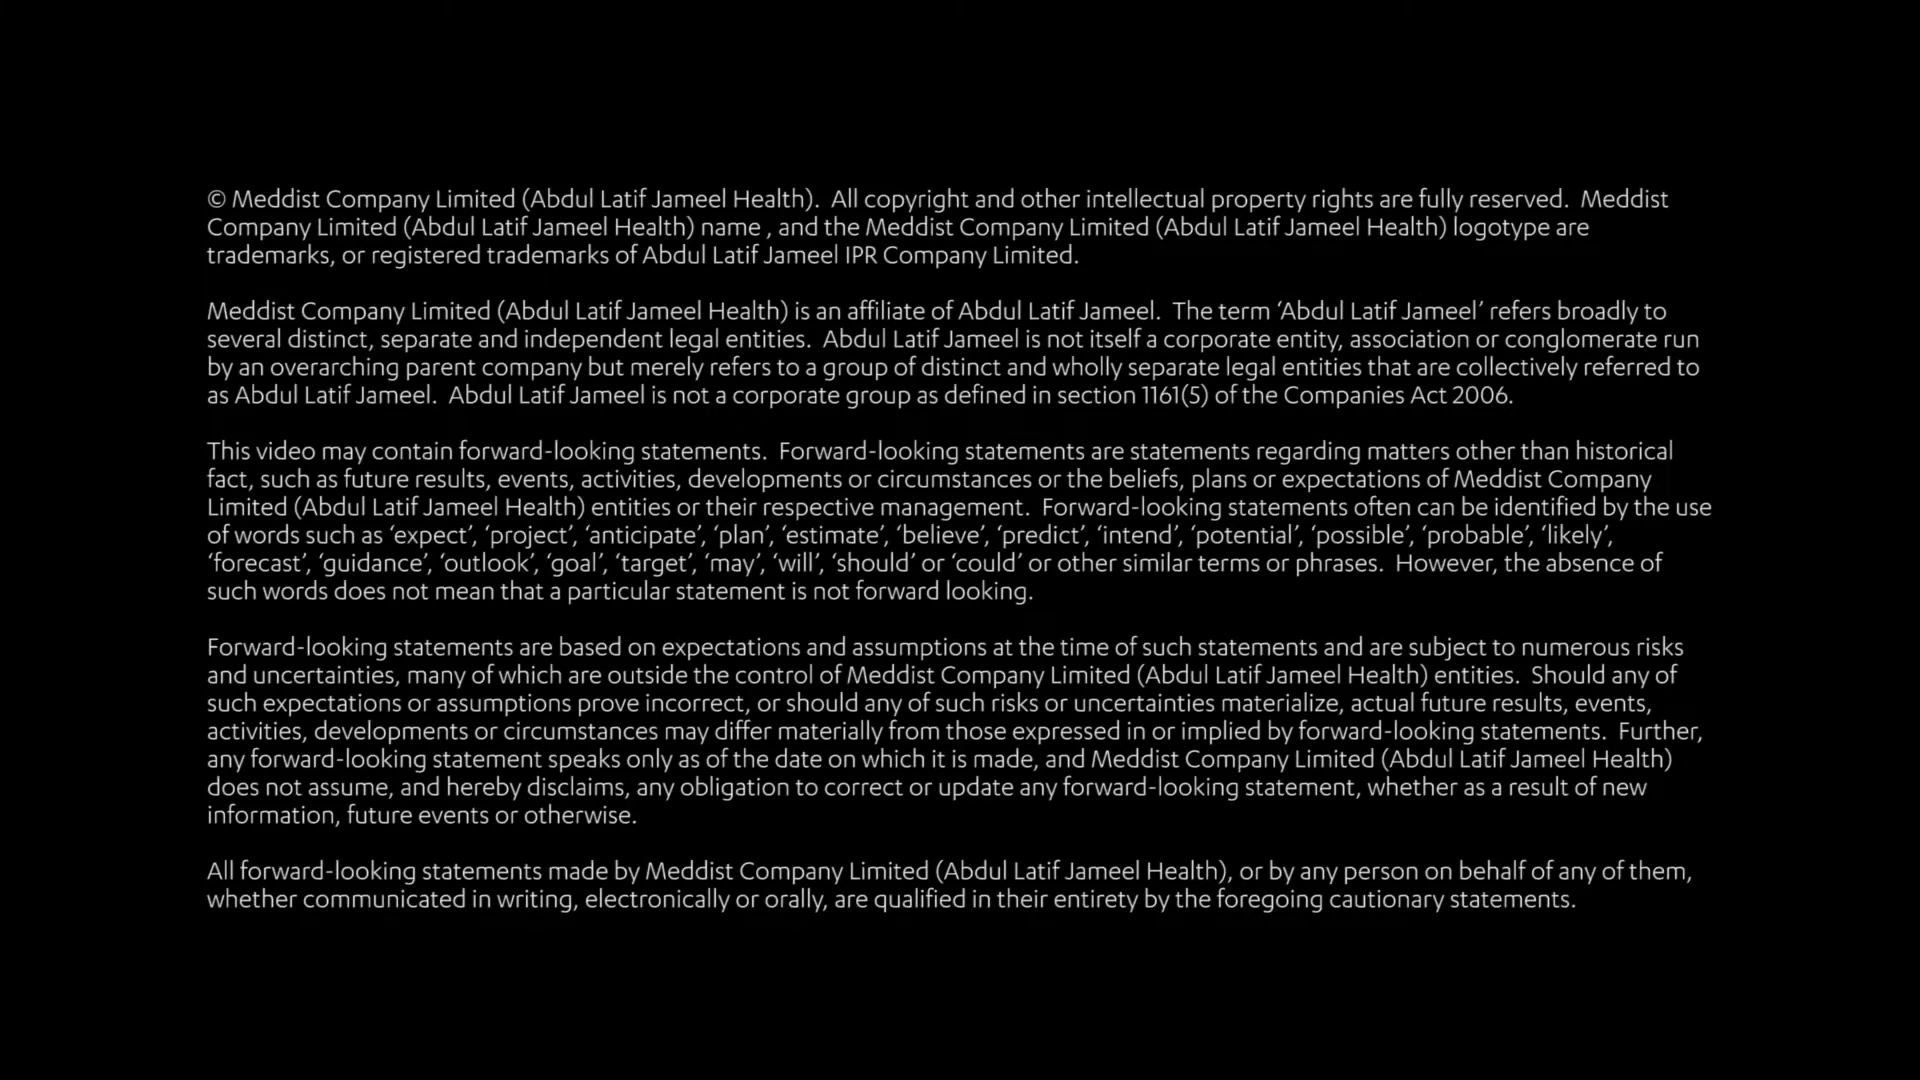 © Meddist Company Limited (Abdul Latif Jameel Health).  All copyright and other intellectual property rights are fully reserved.  Meddist
Company Limited (Abdul Latif Jameel Health) name , and the Meddist Company Limited (Abdul Latif Jameel Health) logotype are
trademarks, or registered trademarks of Abdul Latif Jameel IPR Company Limited.
Meddist Company Limited (Abdul Latif Jameel Health) is an affiliate of Abdul Latif Jameel.  The term ‘Abdul Latif Jameel’ refers broadly to
several distinct, separate and independent legal entities.  Abdul Latif Jameel is not itself a corporate entity, association or conglomerate run
by an overarching parent company but merely refers to a group of distinct and wholly separate legal entities that are collectively referred to
as Abdul Latif Jameel.  Abdul Latif Jameel is not a corporate group as defined in section 1161(5) of the Companies Act 2006.
This video may contain forward-looking statements.  Forward-looking statements are statements regarding matters other than historical
fact, such as future results, events, activities, developments or circumstances or the beliefs, plans or expectations of Meddist Company
Limited (Abdul Latif Jameel Health) entities or their respective management.  Forward-looking statements often can be identified by the use
of words such as ‘expect’, ‘project’, ‘anticipate’, ‘plan’, ‘estimate’, ‘believe’, ‘predict’, ‘intend’, ‘potential’, ‘possible’, ‘probable’, ‘likely’,
‘forecast’, ‘guidance’, ‘outlook’, ‘goal’, ‘target’, ‘may’, ‘will’, ‘should’ or ‘could’ or other similar terms or phrases.  However, the absence of
such words does not mean that a particular statement is not forward looking.
Forward-looking statements are based on expectations and assumptions at the time of such statements and are subject to numerous risks
and uncertainties, many of which are outside the control of Meddist Company Limited (Abdul Latif Jameel Health) entities.  Should any of
such expectations or assumptions prove incorrect, or should any of such risks or uncertainties materialize, actual future results, events,
activities, developments or circumstances may differ materially from those expressed in or implied by forward-looking statements.  Further,
any forward-looking statement speaks only as of the date on which it is made, and Meddist Company Limited (Abdul Latif Jameel Health)
does not assume, and hereby disclaims, any obligation to correct or update any forward-looking statement, whether as a result of new
information, future events or otherwise.
All forward-looking statements made by Meddist Company Limited (Abdul Latif Jameel Health), or by any person on behalf of any of them,
whether communicated in writing, electronically or orally, are qualified in their entirety by the foregoing cautionary statements.